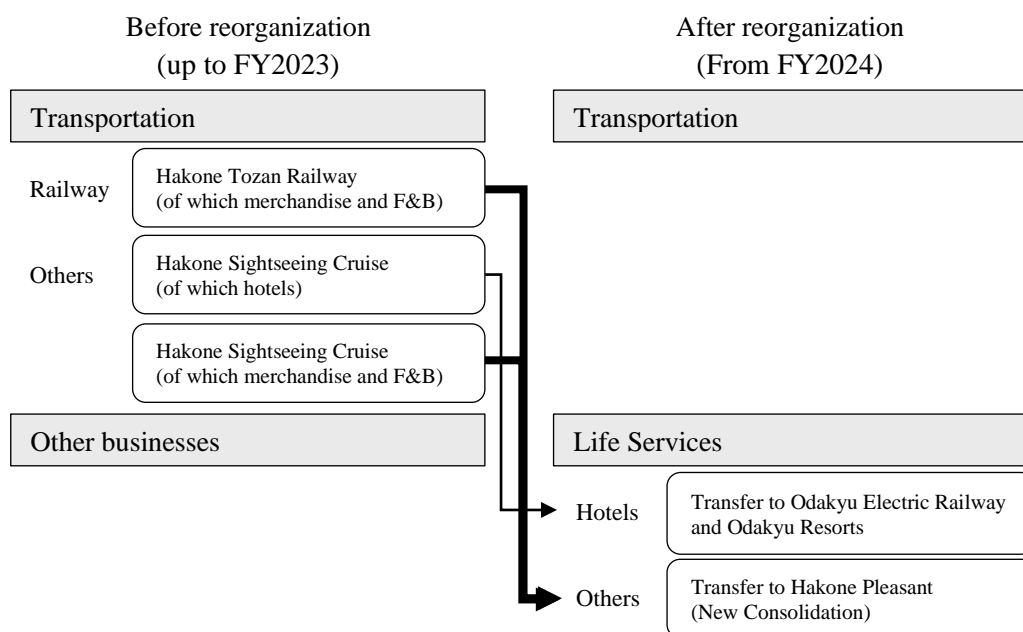 Before reorganization
(up to FY2023)
After reorganization
(From FY2024)
Transportation
Transportation
Railway
Hakone Tozan Railway
(of which merchandise and F&B)
Others
Hakone Sightseeing Cruise
(of which hotels)
Hakone Sightseeing Cruise
(of which merchandise and F&B)
Other businesses
Life Services
Hotels
Transfer to Odakyu Electric Railway
and Odakyu Resorts
Others
Transfer to Hakone Pleasant
(New Consolidation)